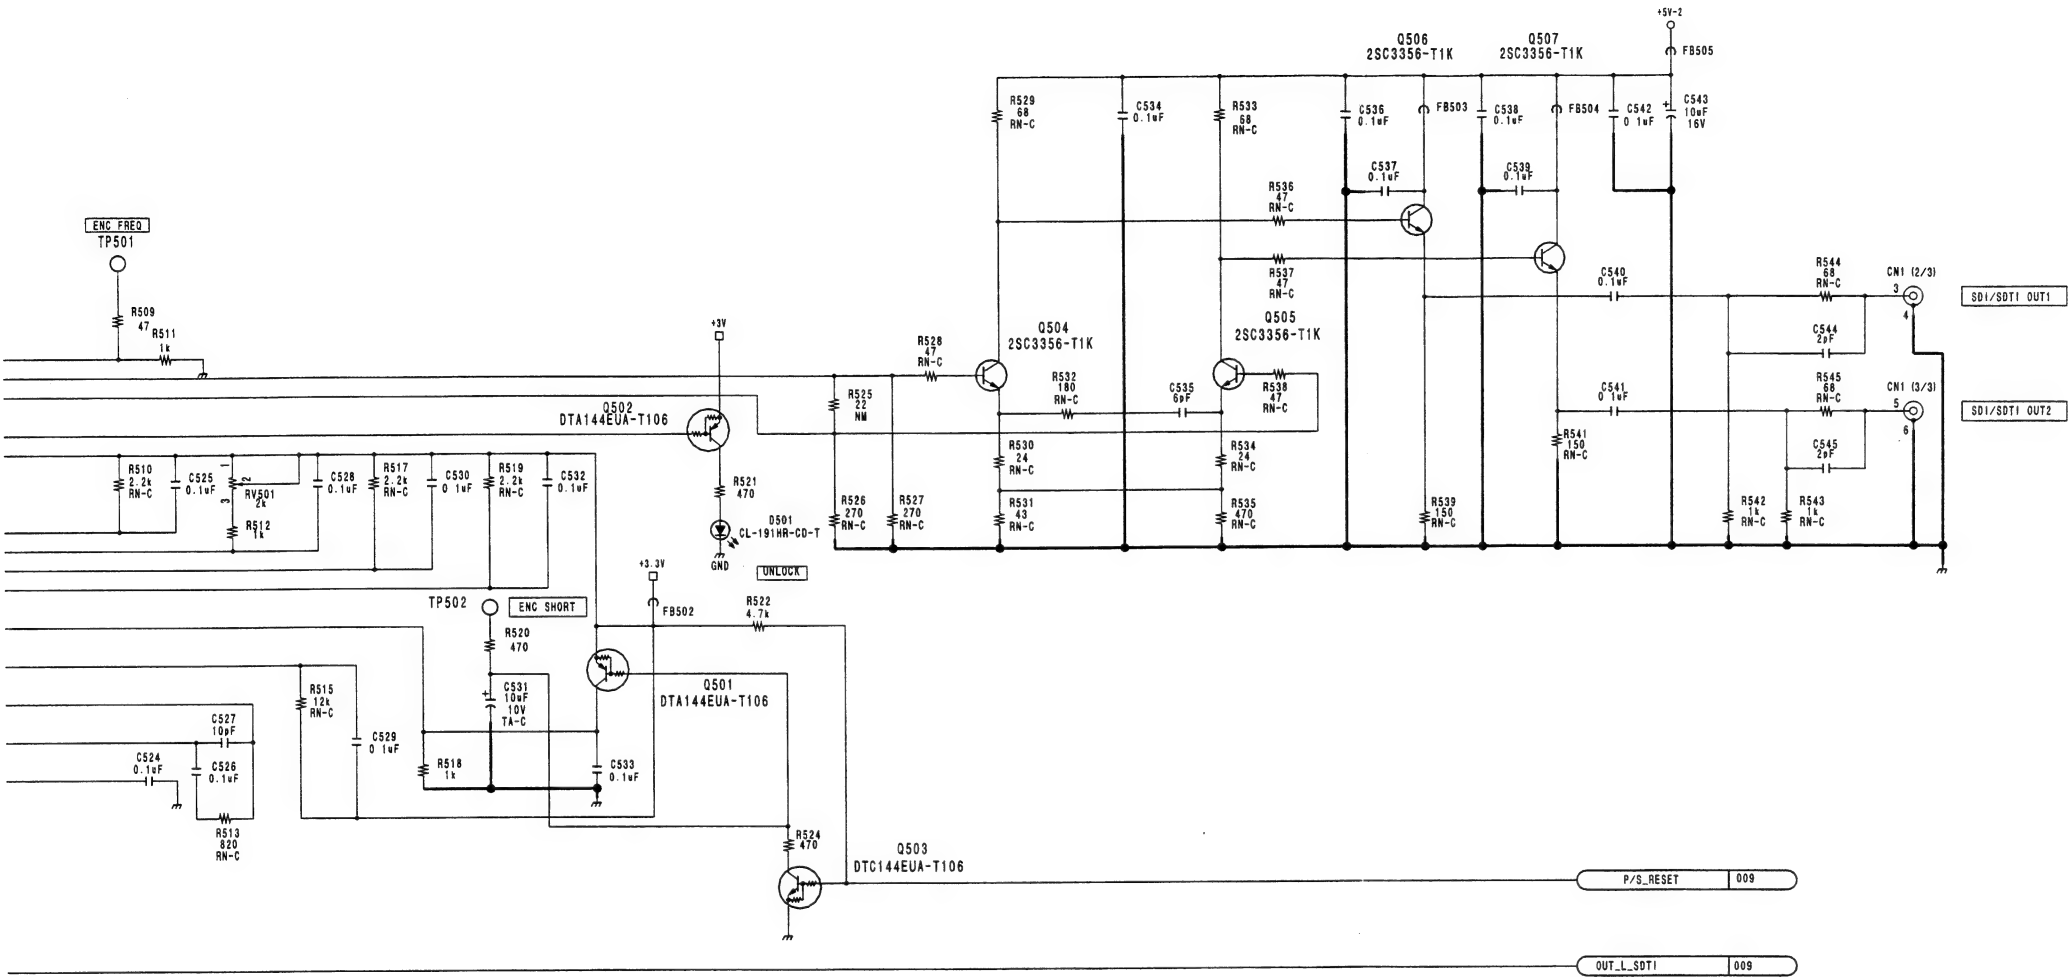 +5V-2
FB505
Q506
2SC3356-T1K
Q507
2SC3356-T1K
R529
68
RN-C
C534
0.1uF
R533
68
RN-C
C536
0.1uF
FB503
C538
0.1uF
FB504
C542
0.1uF
+
C543
10uF
16V
C537
0.1uF
C539
0.1uF
R536
47
RN-C
R537
47
RN-C
ENC FREQ
TP501
R509
47
R511
1k
+3V
R528
47
RN-C
Q504
2SC3356-T1K
Q505
2SC3356-T1K
C540
0.1uF
R544
68
RN-C
CN1 (2/3)
3
4
SDI/SDTI OUT1
C544
2pF
R532
180
RN-C
C535
6pF
R538
47
RN-C
R525
22
NM
Q502
DTA144EUA-T106
C541
0.1uF
R545
68
RN-C
CN1 (3/3)
5
6
SDI/SDTI OUT2
C545
2pF
R541
150
RN-C
R530
24
RN-C
R534
24
RN-C
R510
2.2k
RN-C
C525
0.1uF
1
2
3
RV501
2k
R512
1k
C528
0.1uF
R517
2.2k
RN-C
C530
0.1uF
R519
2.2k
RN-C
C532
0.1uF
R521
470
R526
270
RN-C
R527
270
RN-C
R531
43
RN-C
R535
470
RN-C
R539
150
RN-C
R542
1k
RN-C
R543
1k
RN-C
D501
CL-191HR-CD-T
GND
UNLOCK
+3.3V
FB502
R522
4.7k
TP502
ENC SHORT
R520
470
+
C531
10uF
10V
TA-C
Q501
DTA144EUA-T106
R515
12k
RN-C
C527
10pF
C529
0.1uF
C524
0.1uF
C526
0.1uF
R518
1k
C533
0.1uF
R513
820
RN-C
R524
470
Q503
DTC144EUA-T106
P/S_RESET
009
OUT_L_SDTI
009